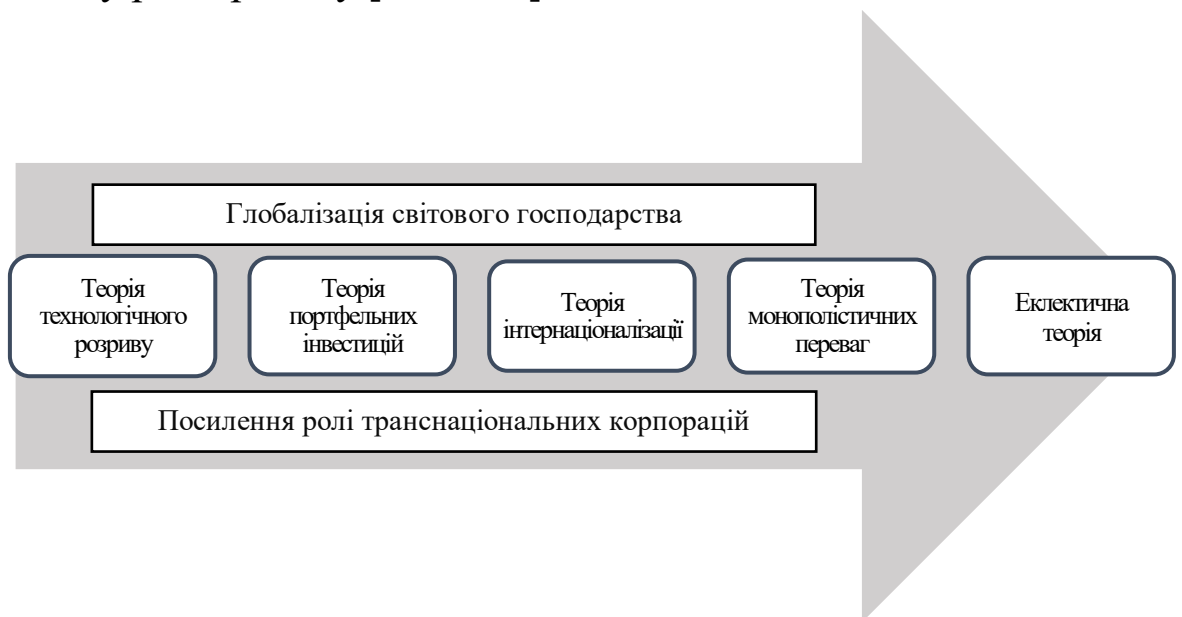 Глобалізація світового господарства
Теорія
технологічного
розриву
Теорія
портфельних
інвестицій
Теорія
інтернаціоналізації
Теорія
монополістичних
переваг
Еклектична
теорія
Посилення ролі транснаціональних корпорацій